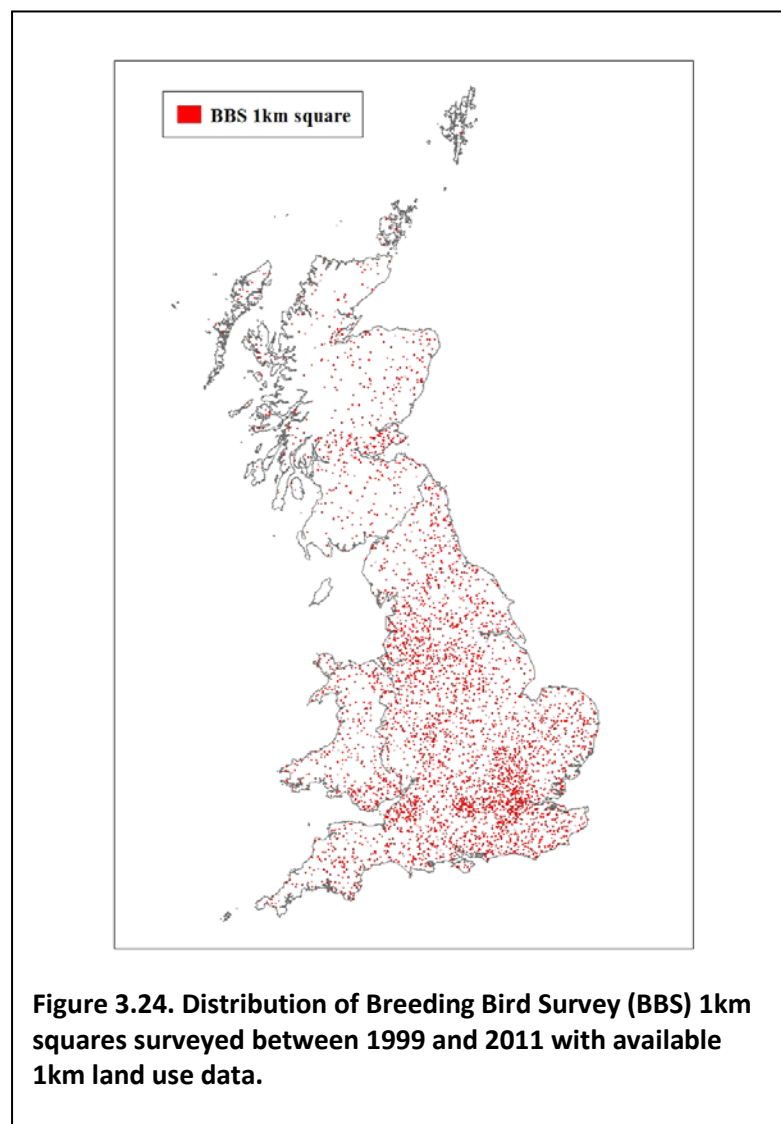 BBS 1km square
Figure 3.24. Distribution of Breeding Bird Survey (BBS) 1km
squares surveyed between 1999 and 2011 with available
1km land use data.